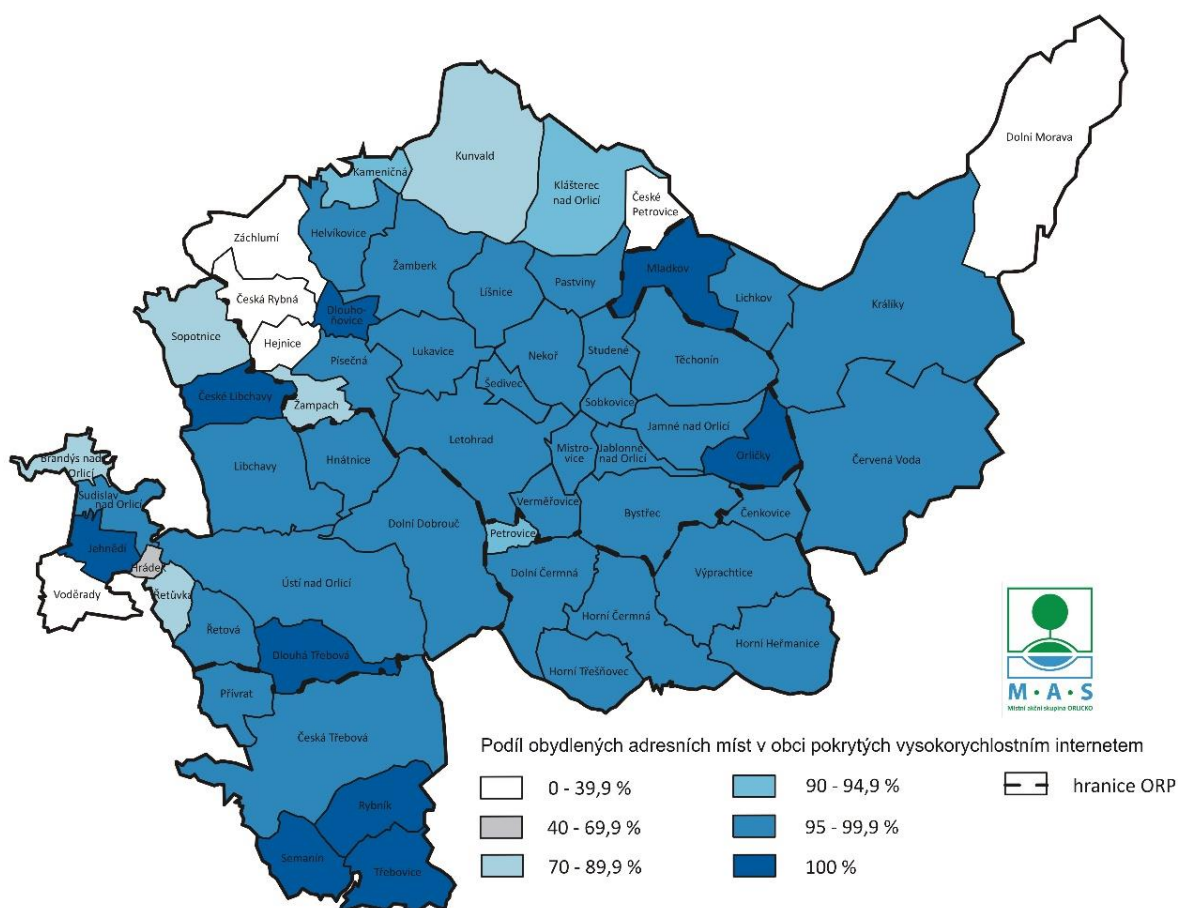 Dolní Morava
Kunvald
Kameničná
Klášterec
nad Orlicí
České
Petrovice
Záchlumí
Helvíkovice
Žamberk
Líšnice
Pastviny
Mladkov
Lichkov
Králíky
Česká Rybná
Dlouho-
ňovice
Sopotnice
Hejnice
Písečná
Lukavice
Nekoř
Studené
Těchonín
Šedivec
České Libchavy
Žampach
Sobkovice
Letohrad
Mistro-
vice
Jablonné
nad Orlicí
Jamné nad Orlicí
Orličky
Červená Voda
Brandýs nad
Orlicí
Libchavy
Hnátnice
Sudislav
nad Orlicí
Verměřovice
Bystřec
Čenkovice
Dolní Dobrouč
Petrovice
Jehnědí
Hrádek
Dolní Čermná
Výprachtice
Ústí nad Orlicí
Voděrady
Řetůvka
Horní Čermná
Řetová
Horní Heřmanice
Dlouhá Třebová
Horní Třešňovec
Přívrat
Česká Třebová
Rybník
Semanín
Třebovice
M • A • S
Místní akční skupina ORLICKO
Podíl obydlených adresních míst v obci pokrytých vysokorychlostním internetem
0 - 39,9 %
90 - 94,9 %
hranice ORP
40 - 69,9 %
95 - 99,9 %
70 - 89,9 %
100 %